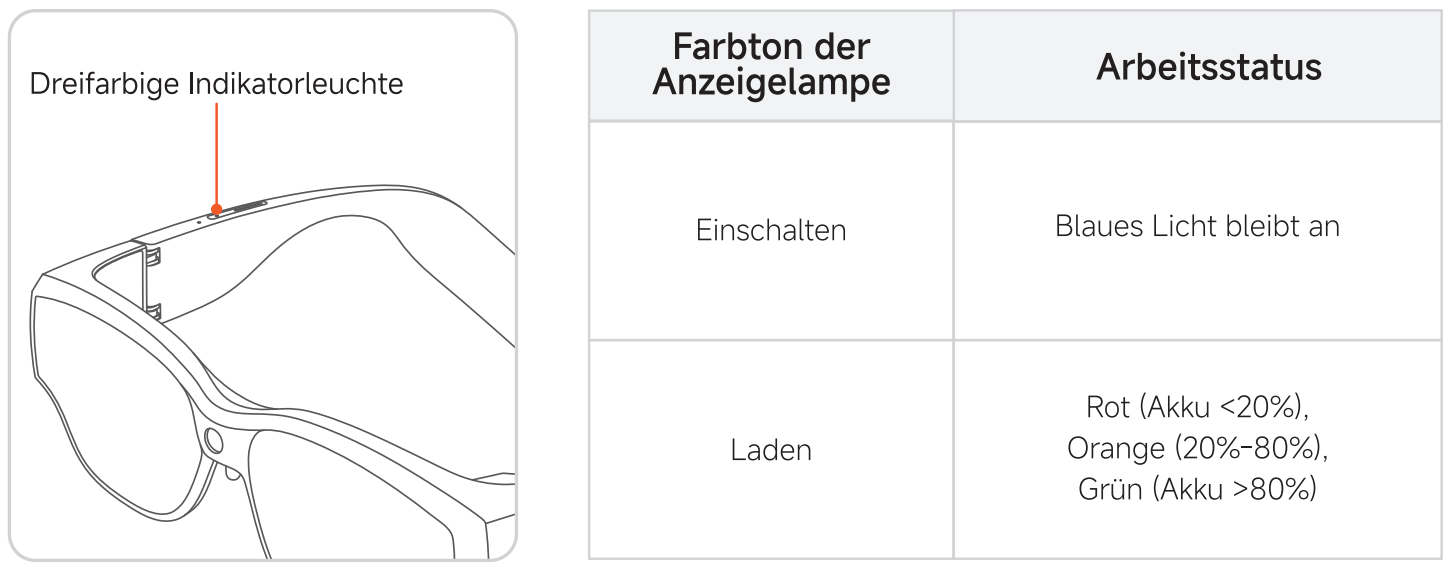 Dreifarbige Indikatorleuchte
Farbton der
Anzeigelampe
Arbeitsstatus
Einschalten
Blaues Licht bleibt an
Laden
Rot (Akku <20%),
Orange (20%-80%),
Grün (Akku >80%)